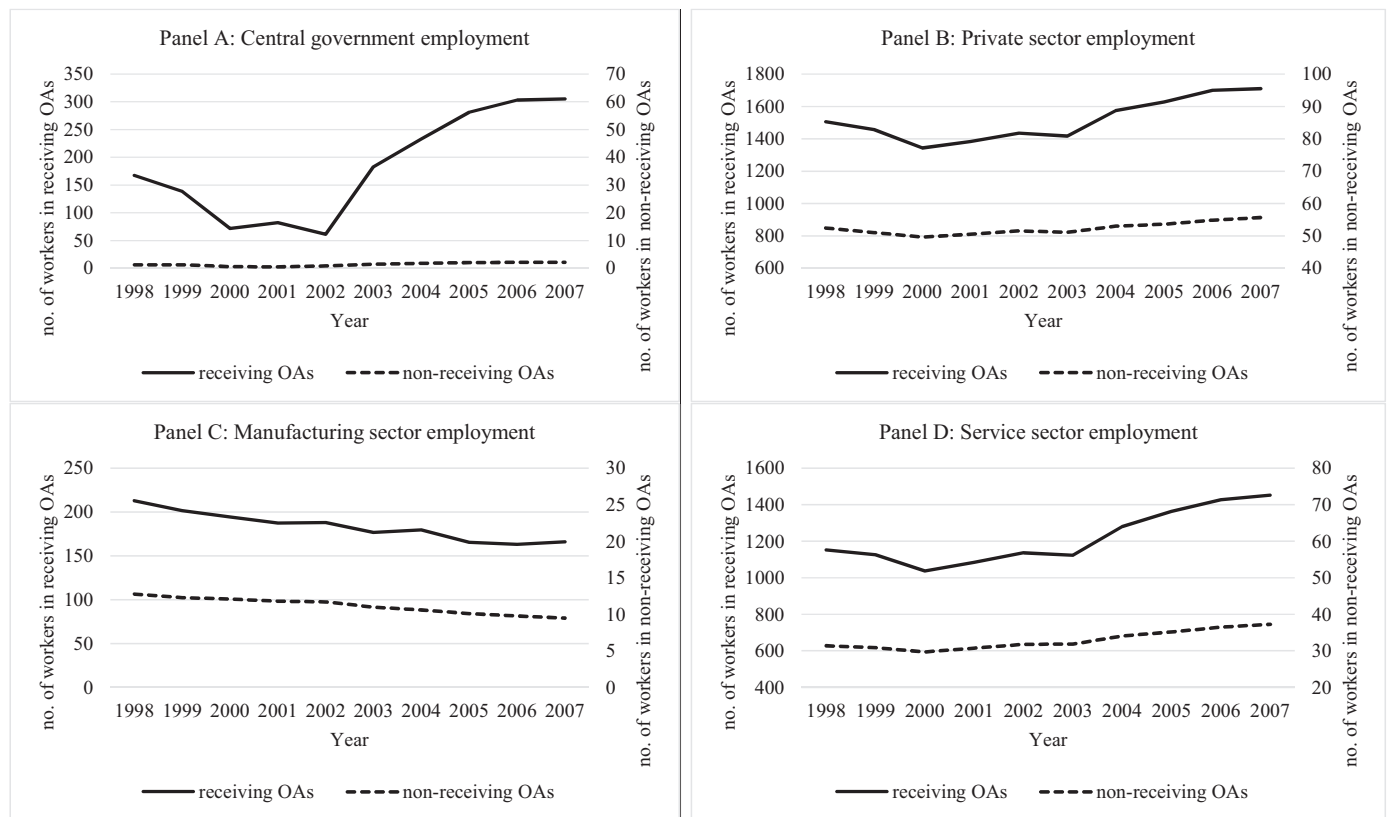 Panel A: Central government employment
no. of workers in receiving OAs
350
300
250
200
150
100
50
0
70
60
50
40
30
20
10
0
no. of workers in non-receiving OAs
1998 1999 2000 2001 2002 2003 2004 2005 2006 2007
Year
receiving OAs non-receiving OAs
Panel B: Private sector employment
no. of workers in receiving OAs
1800
1600
1400
1200
1000
800
600
100
90
80
70
60
50
40
no. of workers in non-receiving OAs
1998 1999 2000 2001 2002 2003 2004 2005 2006 2007
Year
receiving OAs non-receiving OAs
Panel C: Manufacturing sector employment
no. of workers in receiving OAs
250
200
150
100
50
0
30
25
20
15
10
5
0
no. of workers in non-receiving OAs
1998 1999 2000 2001 2002 2003 2004 2005 2006 2007
Year
receiving OAs non-receiving OAs
Panel D: Service sector employment
no. of workers in receiving OAs
1600
1400
1200
1000
800
600
400
80
70
60
50
40
30
20
no. of workers in non-receiving OAs
1998 1999 2000 2001 2002 2003 2004 2005 2006 2007
Year
receiving OAs non-receiving OAs